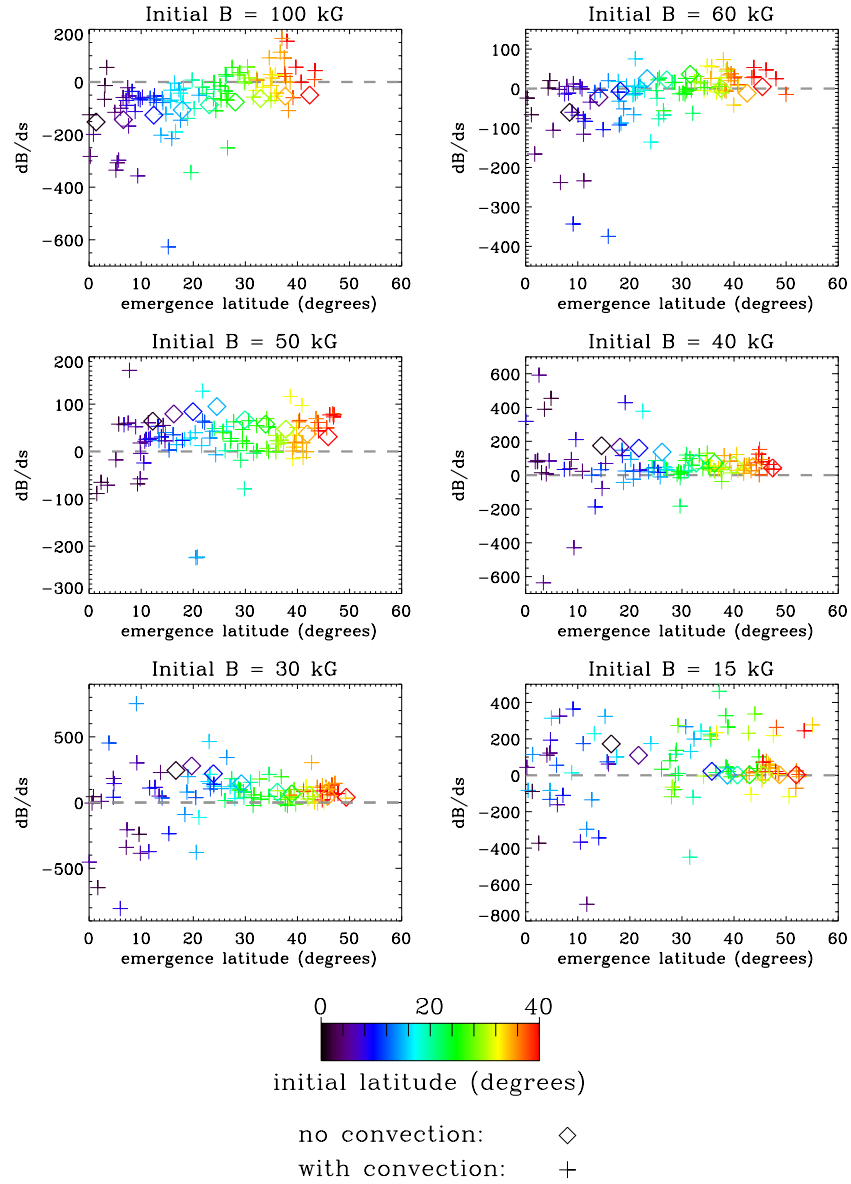 Initial B = 100 kG
200
0
−200
−400
−600
dB/ds
0 10 20 30 40 50 60
emergence latitude (degrees)
Initial B = 60 kG
100
0
−100
−200
−300
−400
dB/ds
0 10 20 30 40 50 60
emergence latitude (degrees)
Initial B = 50 kG
200
100
0
−100
−200
−300
dB/ds
0 10 20 30 40 50 60
emergence latitude (degrees)
Initial B = 40 kG
600
400
200
0
−200
−400
−600
dB/ds
0 10 20 30 40 50 60
emergence latitude (degrees)
Initial B = 30 kG
500
0
−500
dB/ds
0 10 20 30 40 50 60
emergence latitude (degrees)
Initial B = 15 kG
400
200
0
−200
−400
−600
−800
dB/ds
0 10 20 30 40 50 60
emergence latitude (degrees)
0 20 40
initial latitude (degrees)
no convection:
with convection: